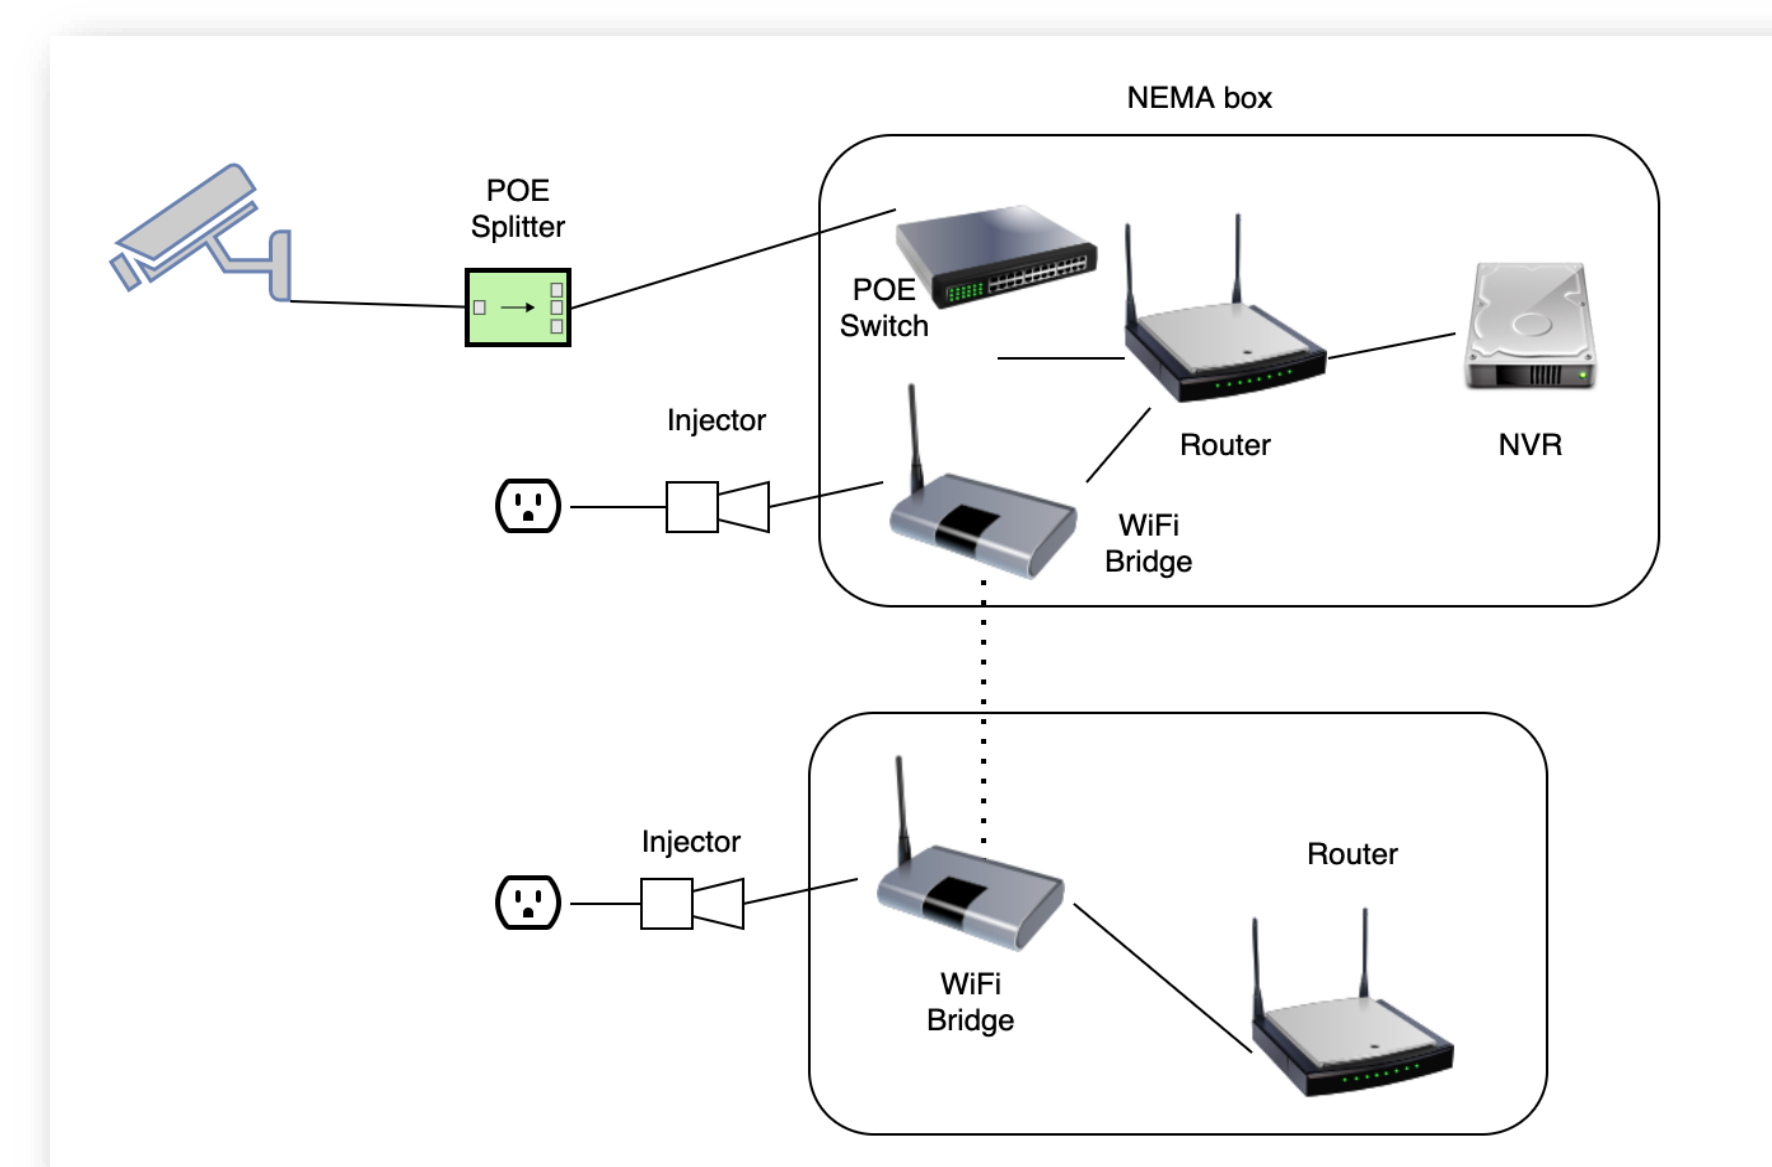 NEMA box
POE
Splitter
POE
Switch
Injector
Router
NVR
WiFi
Bridge
Injector
Router
WiFi
Bridge